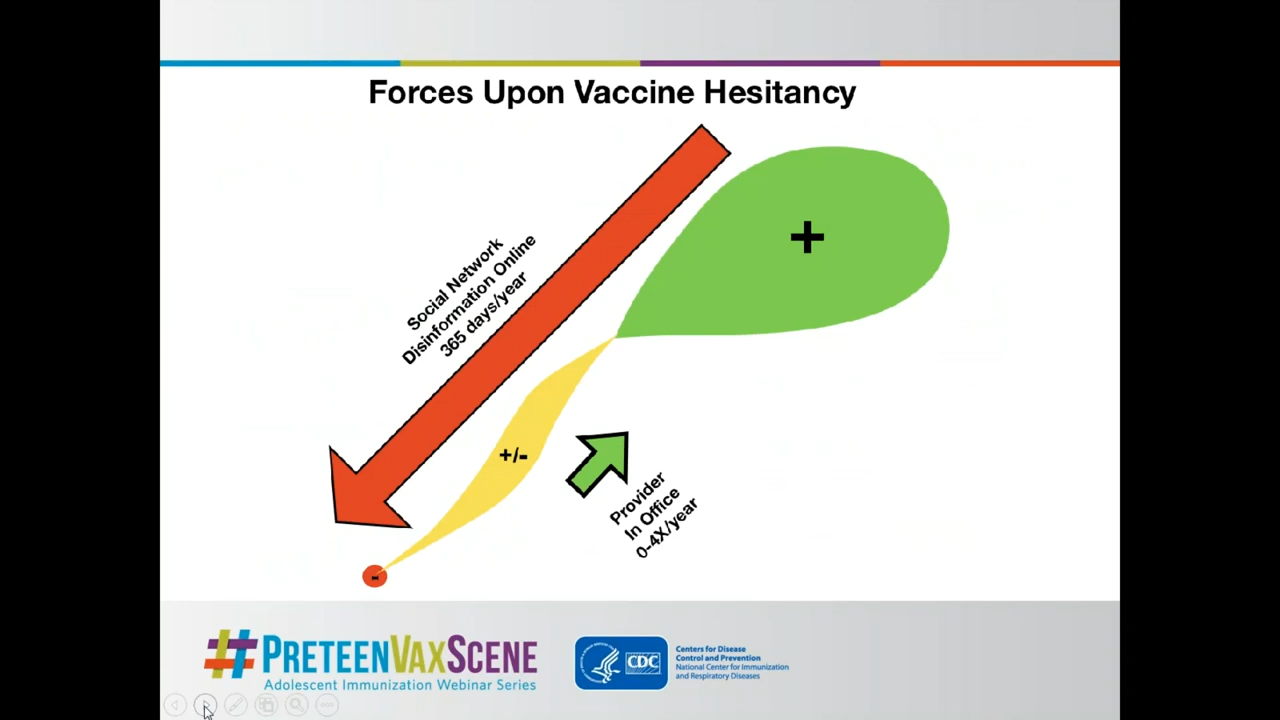 Forces Upon Vaccine Hesitancy
+
Social Network
Disinformation Online
365 days/year
+/-
Provider
In Office
0-4X/year
-
#PRETEENVAXSCENE
Adolescent Immunization Webinar Series
CDC
Centers for Disease
Control and Prevention
National Center for Immunization
and Respiratory Diseases